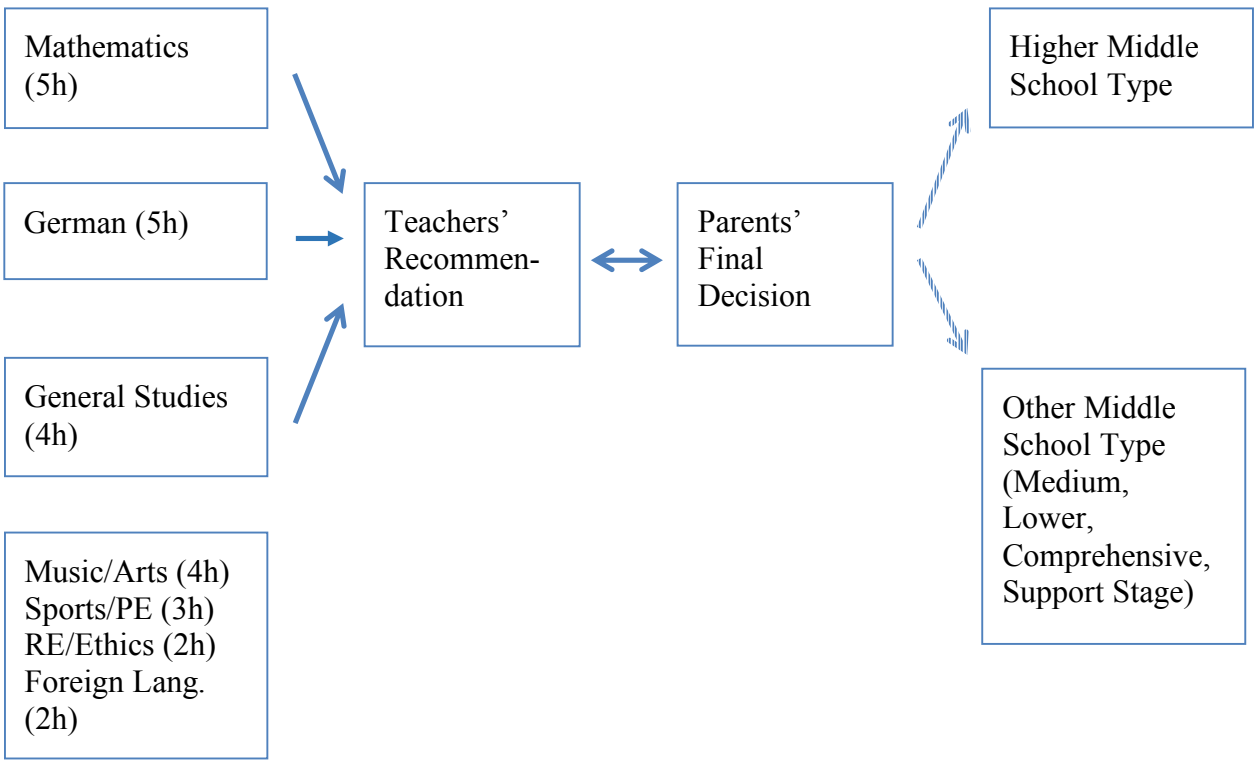 Mathematics
(5h)
German (5h)
General Studies
(4h)
Music/Arts (4h)
Sports/PE (3h)
RE/Ethics (2h)
Foreign Lang.
(2h)
Teachers’
Recommen-
dation
Parents’
Final
Decision
Higher Middle
School Type
Other Middle
School Type
(Medium,
Lower,
Comprehensive,
Support Stage)